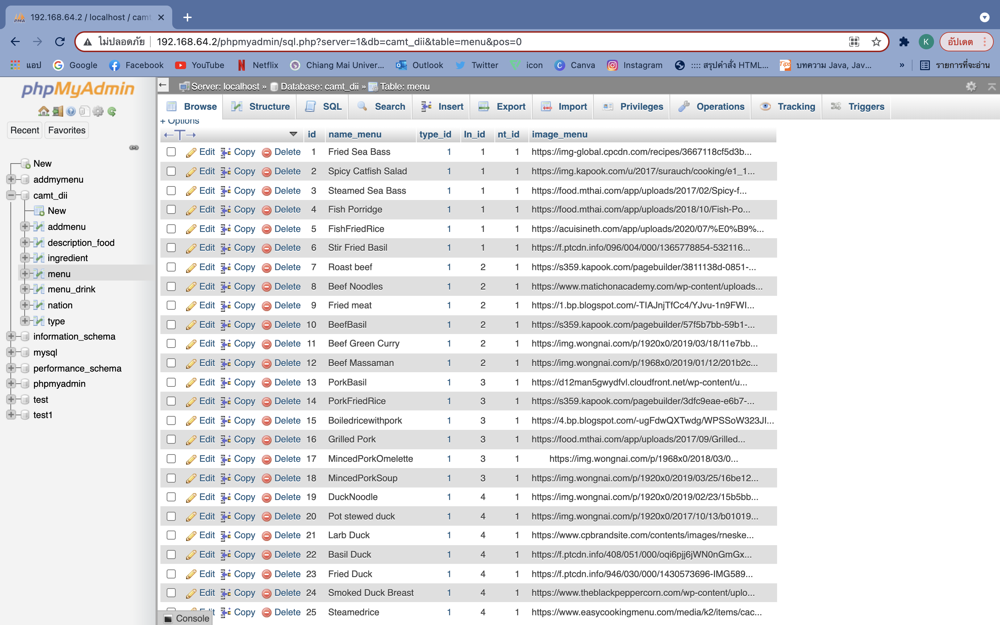 192.168.64.2 / localhost / camt
ไม่ปลอดภัย 192.168.64.2/phpmyadmin/sql.php?server=1&db=camt_dii&table=menu&pos=0 K อัปเดต
แอป Google Facebook YouTube Netflix Chiang Mai Univer... Outlook Twitter icon Canva Instagram :::: สรุปคำสั่ง HTML... บทความ Java, Jav... » รายการที่จะอ่าน
phpMyAdmin
Recent Favorites
New
addmymenu
camt_dii
New
addmenu
description_food
ingredient
menu
menu_drink
nation
type
information_schema
mysql
performance_schema
phpmyadmin
test
test1
Server: localhost » Database: camt_dii » Table: menu
Browse Structure SQL Search Insert Export Import Privileges Operations Tracking Triggers
+ Options
←T→ id name_menu type_id In_id nt_id image_menu
Edit Copy Delete 1 Fried Sea Bass 1 1 1 https://img-global.cpcdn.com/recipes/3667118cf5d3b...
Edit Copy Delete 2 Spicy Catfish Salad 1 1 1 https://img.kapook.com/u/2017/surauch/cooking/e1_1...
Edit Copy Delete 3 Steamed Sea Bass 1 1 1 https://food.mthai.com/app/uploads/2017/02/Spicy-f...
Edit Copy Delete 4 Fish Porridge 1 1 1 https://food.mthai.com/app/uploads/2018/10/Fish-Po...
Edit Copy Delete 5 FishFriedRice 1 1 1 https://acuisineth.com/app/uploads/2020/07/%E0%B9%...
Edit Copy Delete 6 Stir Fried Basil 1 1 1 https://f.ptcdn.info/096/004/000/1365778854-532116...
Edit Copy Delete 7 Roast beef 1 2 1 https://s359.kapook.com/pagebuilder/3811138d-0851-...
Edit Copy Delete 8 Beef Noodles 1 2 1 https://www.matichonacademy.com/wp-content/uploads...
Edit Copy Delete 9 Fried meat 1 2 1 https://1.bp.blogspot.com/-TIAJnjTfCc4/YJvu-1n9FWI...
Edit Copy Delete 10 BeefBasil 1 2 1 https://s359.kapook.com/pagebuilder/57f5b7bb-59b1-...
Edit Copy Delete 11 Beef Green Curry 1 2 1 https://img.wongnai.com/p/1920x0/2019/03/18/11e7bb...
Edit Copy Delete 12 Beef Massaman 1 2 1 https://img.wongnai.com/p/1968x0/2019/01/12/201b2c...
Edit Copy Delete 13 PorkBasil 1 3 1 https://d12man5gwydfvl.cloudfront.net/wp-content/u...
Edit Copy Delete 14 PorkFriedRice 1 3 1 https://s359.kapook.com/pagebuilder/3dfc9eae-e6b7-...
Edit Copy Delete 15 Boiledricewithpork 1 3 1 https://4.bp.blogspot.com/-ugFdwQXTwdg/WPSSoW323JI...
Edit Copy Delete 16 Grilled Pork 1 3 1 https://food.mthai.com/app/uploads/2017/09/Grilled...
Edit Copy Delete 17 MincedPorkOmelette 1 3 1 https://img.wongnai.com/p/1968x0/2018/03/0...
Edit Copy Delete 18 MincedPorkSoup 1 3 1 https://img.wongnai.com/p/1920x0/2019/03/25/16be12...
Edit Copy Delete 19 DuckNoodle 1 4 1 https://img.wongnai.com/p/1920x0/2019/02/23/15b5bb...
Edit Copy Delete 20 Pot stewed duck 1 4 1 https://img.wongnai.com/p/1920x0/2017/10/13/b01019...
Edit Copy Delete 21 Larb Duck 1 4 1 https://www.cpbrandsite.com/contents/images/rneske...
Edit Copy Delete 22 Basil Duck 1 4 1 https://f.ptcdn.info/408/051/000/oqi6pjj6jWN0nGmGx...
Edit Copy Delete 23 Fried Duck 1 4 1 https://f.ptcdn.info/946/030/000/1430573696-IMG589...
Edit Copy Delete 24 Smoked Duck Breast 1 4 1 https://www.theblackpeppercorn.com/wp-content/uplo...
Edit Copy Delete 25 Steamedrice 1 4 1 https://www.easycookingmenu.com/media/k2/items/cac...
Console